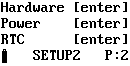 Hardware [enter]
Power [enter]
RTC [enter]
SETUP2 P:2